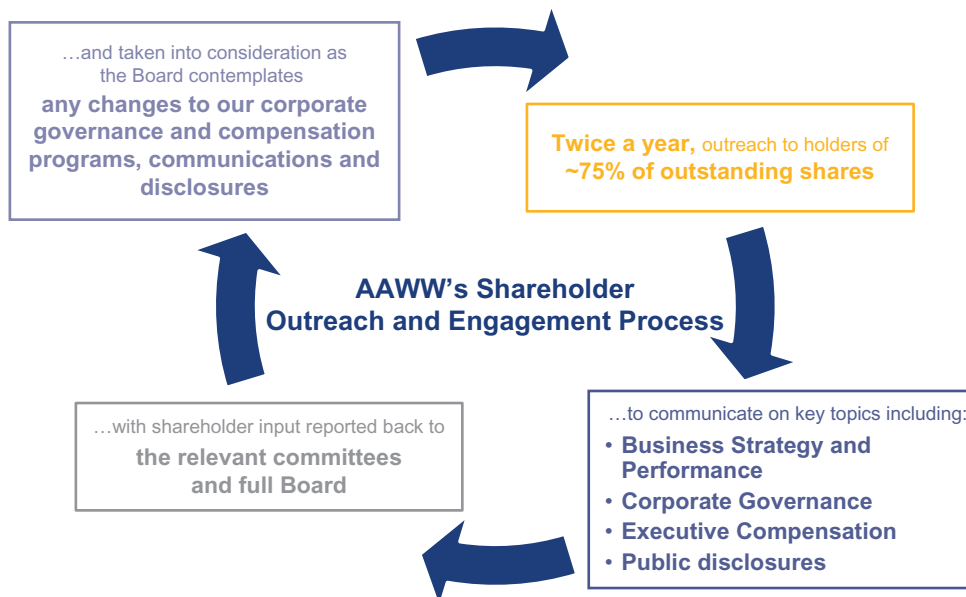 …and taken into consideration as
the Board contemplates
any changes to our corporate
governance and compensation
programs, communications and
disclosures
Twice a year, outreach to holders of
~75% of outstanding shares
AAWW's Shareholder
Outreach and Engagement Process
…with shareholder input reported back to
the relevant committees
and full Board
…to communicate on key topics including:
• Business Strategy and
Performance
• Corporate Governance
• Executive Compensation
• Public disclosures